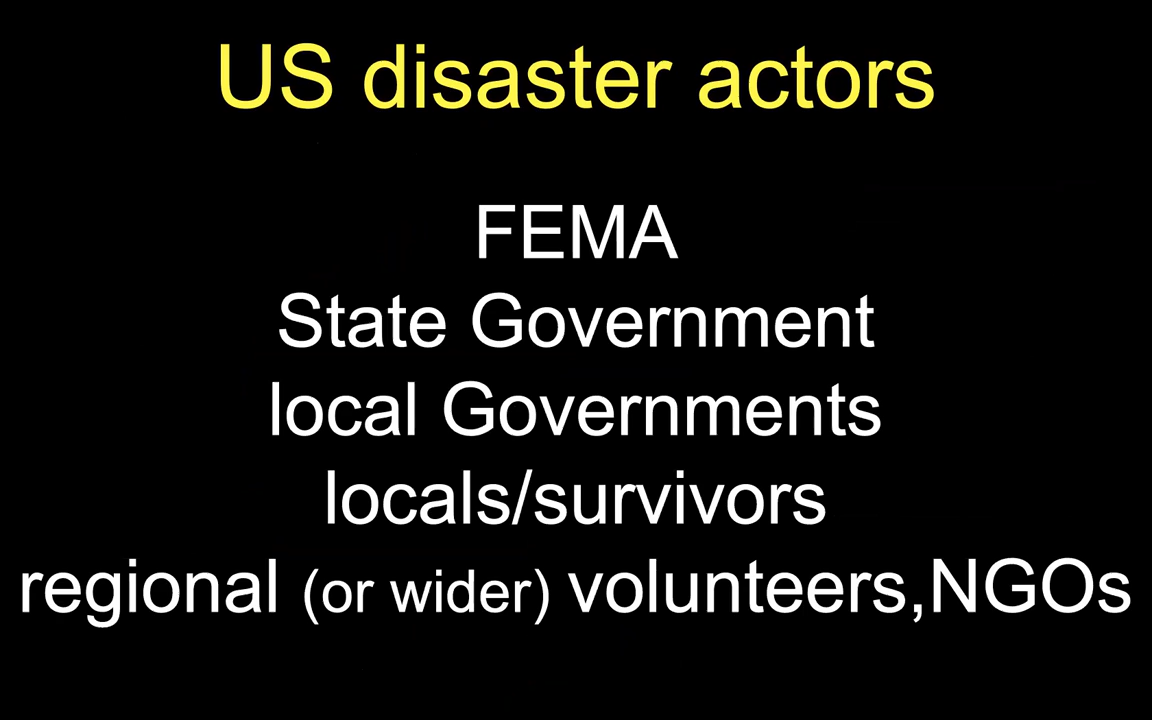 US disaster actors
FEMA
State Government
local Governments
locals/survivors
regional (or wider) volunteers,NGOs